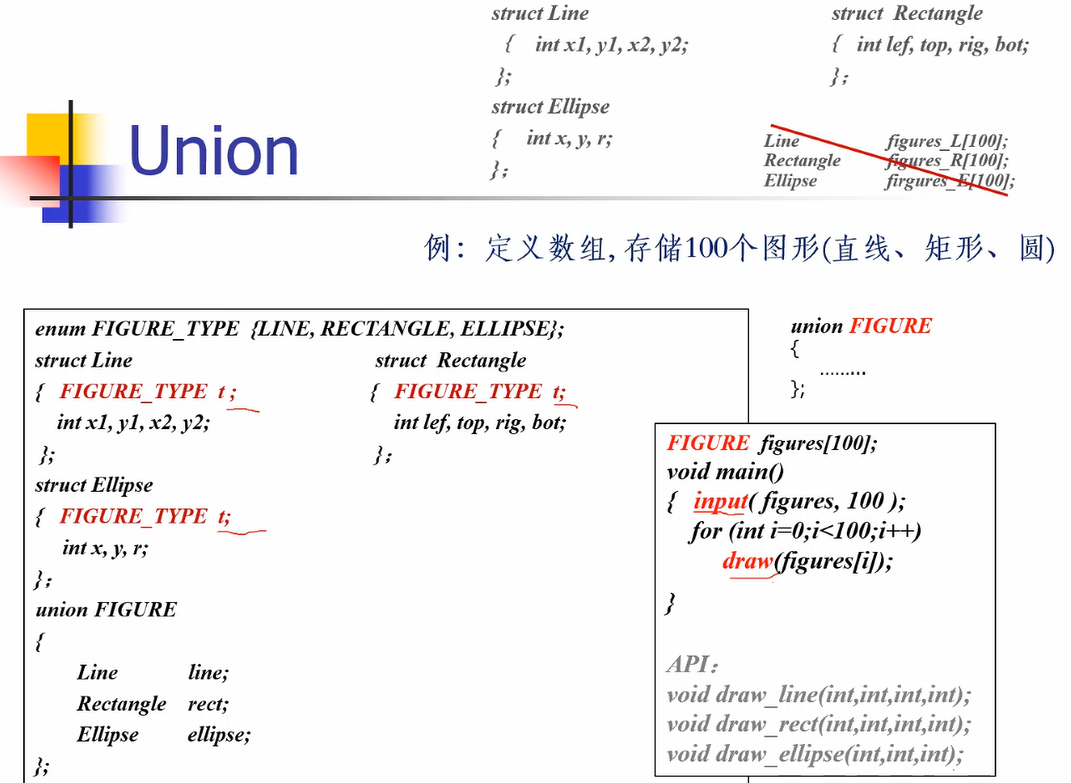 Union
struct Line
{ int x1, y1, x2, y2;
};
struct Ellipse
{ int x, y, r;
};
struct Rectangle
{ int lef, top, rig, bot;
};
Line figures_L[100];
Rectangle figures_R[100];
Ellipse firgures_E[100];
例：定义数组, 存储100个图形(直线、矩形、圆)
enum FIGURE_TYPE {LINE, RECTANGLE, ELLIPSE};
struct Line
{ FIGURE_TYPE t ;
int x1, y1, x2, y2;
};
struct Rectangle
{ FIGURE_TYPE t;
int lef, top, rig, bot;
};
struct Ellipse
{ FIGURE_TYPE t;
int x, y, r;
};
union FIGURE
{
Line line;
Rectangle rect;
Ellipse ellipse;
};
union FIGURE
{
………
};
FIGURE figures[100];
void main()
{ input( figures, 100 );
for (int i=0;i<100;i++)
draw(figures[i]);
}
API：
void draw_line(int,int,int,int);
void draw_rect(int,int,int,int);
void draw_ellipse(int,int,int);